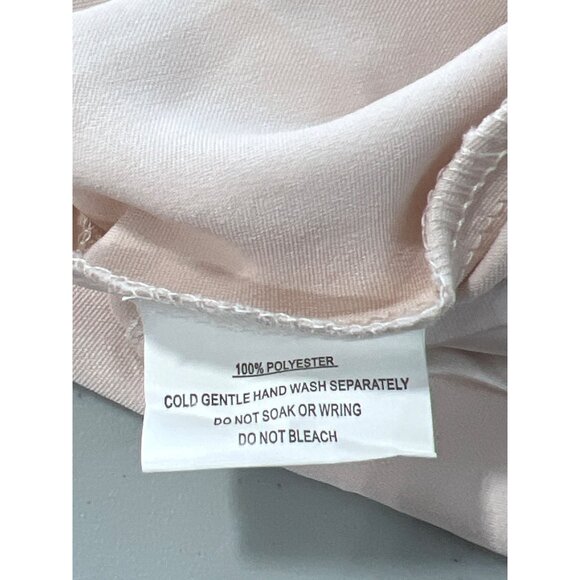 100% POLYESTER
COLD GENTLE HAND WASH SEPARATELY
DO NOT SOAK OR WRING
DO NOT BLEACH